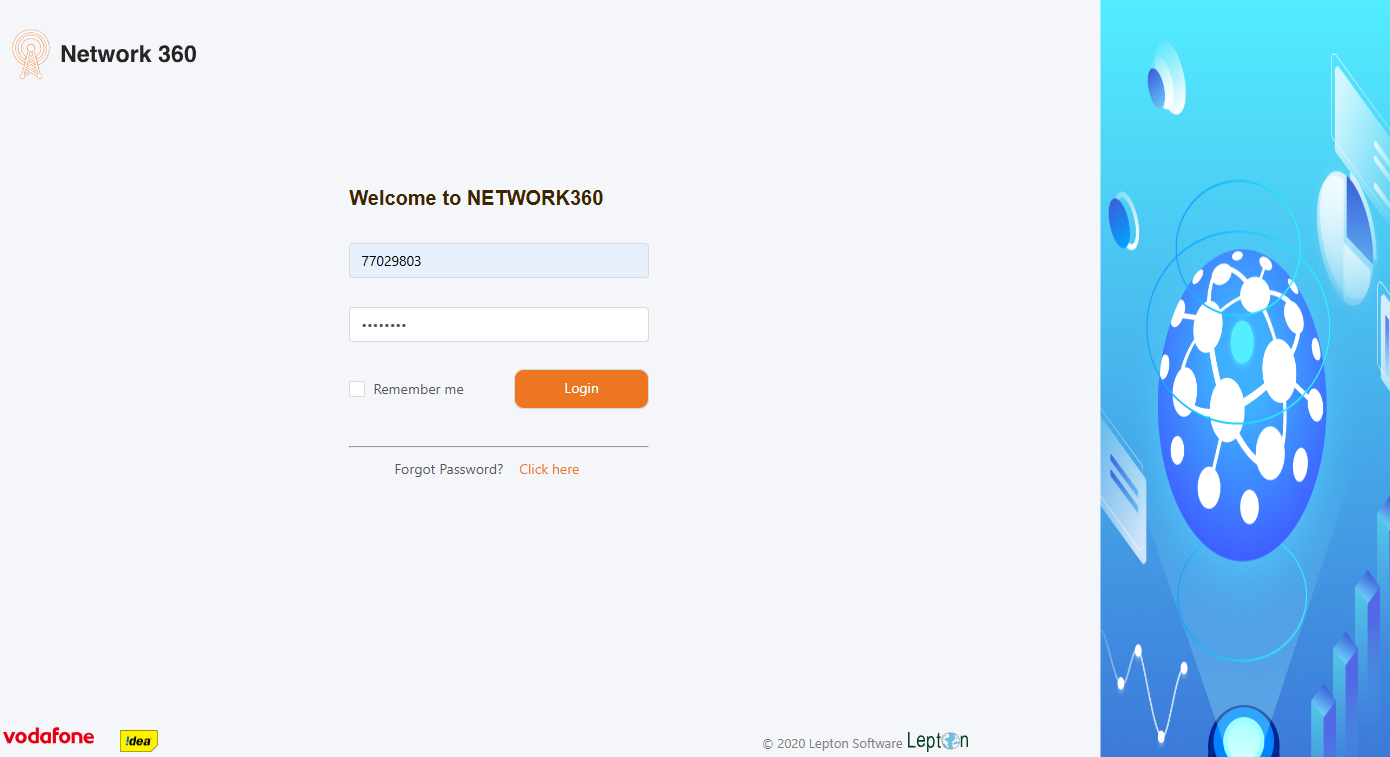 Network 360
Welcome to NETWORK360
77029803
••••••••
Remember me
Login
Forgot Password? Click here
vodafone
!dea
© 2020 Lepton Software Lepton